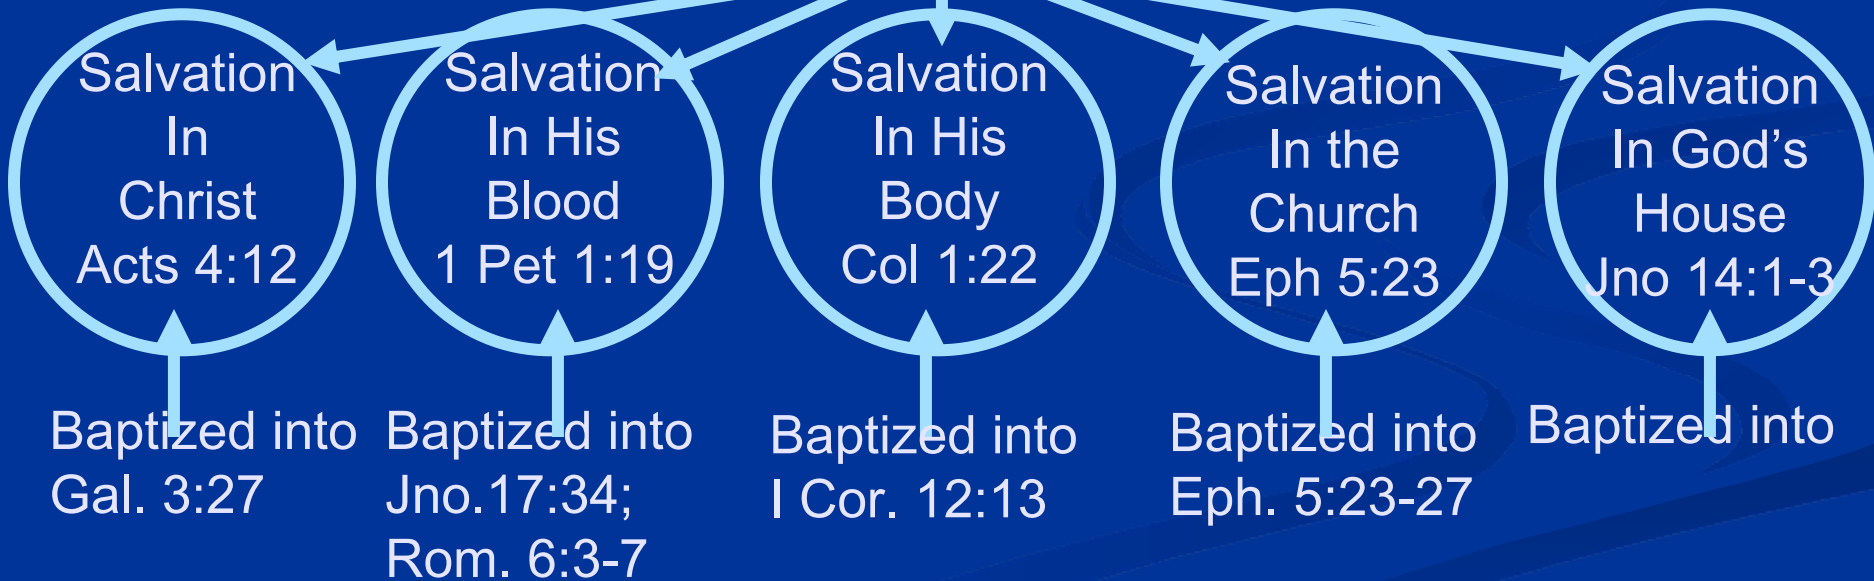 Salvation
In
Christ
Acts 4:12
Salvation
In His
Blood
1 Pet 1:19
Salvation
In His
Body
Col 1:22
Salvation
In the
Church
Eph 5:23
Salvation
In God’s
House
Jno 14:1-3
Baptized into
Gal. 3:27
Baptized into
Jno.17:34;
Rom. 6:3-7
Baptized into
I Cor. 12:13
Baptized into
Eph. 5:23-27
Baptized into